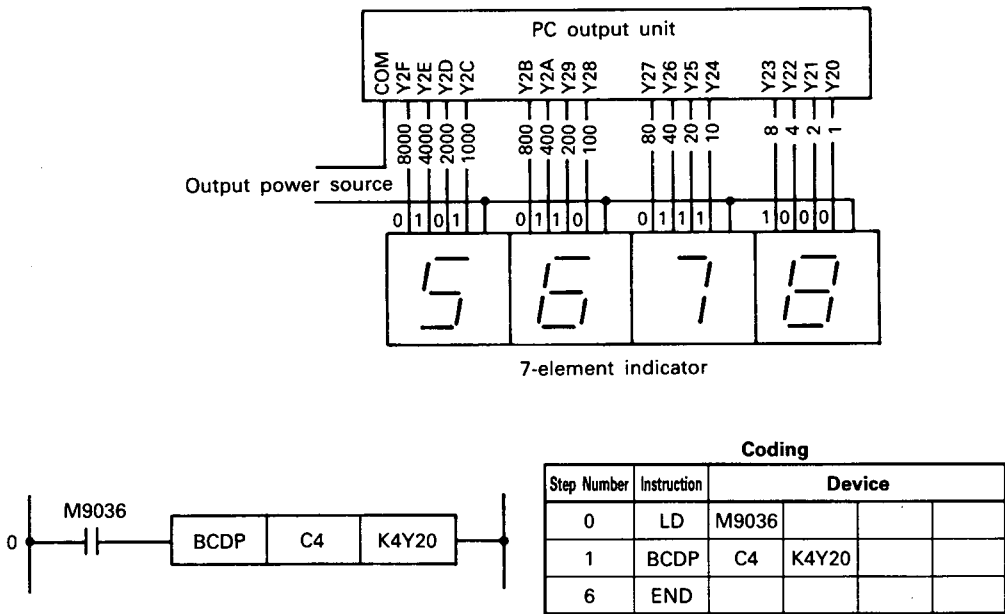 PC output unit
COM Y2F Y2E Y2D Y2C Y2B Y2A Y29 Y28 Y27 Y26 Y25 Y24 Y23 Y22 Y21 Y20
8000 4000 2000 1000 800 400 200 100 80 40 20 10 8 4 2 1
Output power source
0 1 0 1 0 1 1 0 0 1 1 1 1 0 0 0
5 6 7 8
7-element indicator
Coding
Step Number Instruction Device
0 LD M9036
1 BCDP C4 K4Y20
6 END
M9036
0 BCDP C4 K4Y20